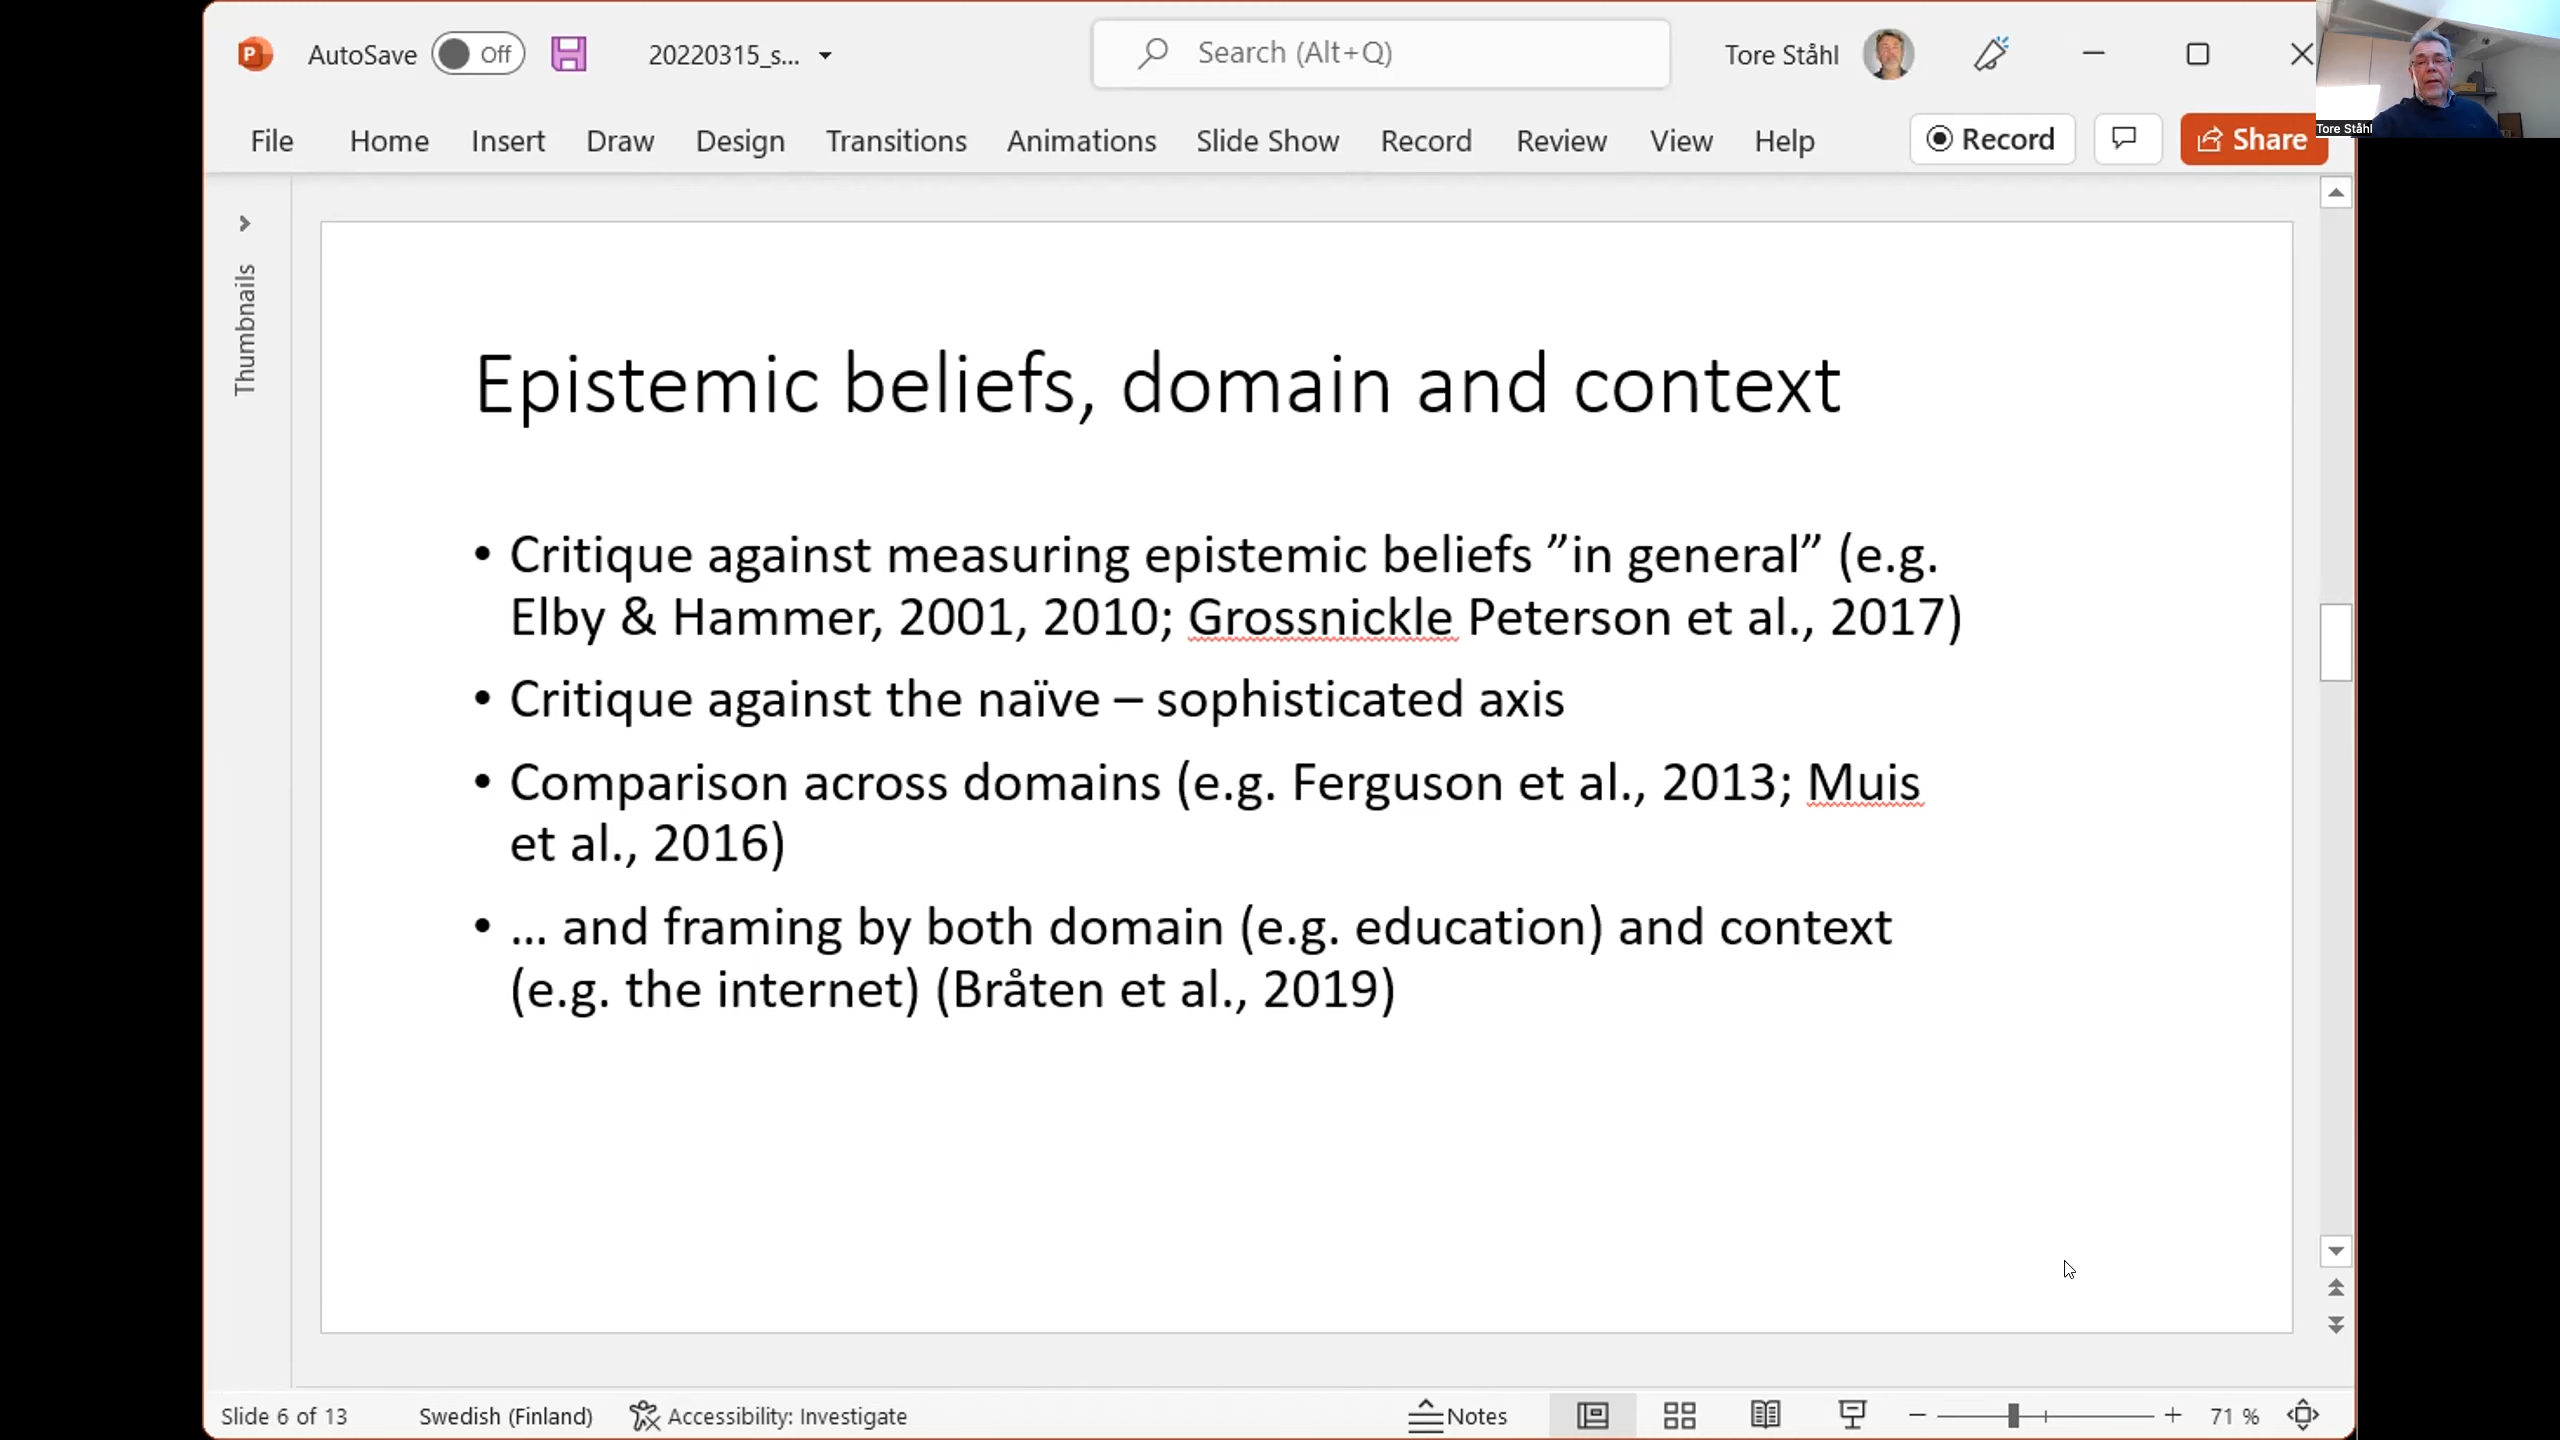 P
AutoSave Off 20220315_s... Search (Alt+Q) Tore Ståhl
File Home Insert Draw Design Transitions Animations Slide Show Record Review View Help Record Share
Tore Ståhl
Thumbnails
Epistemic beliefs, domain and context
• Critique against measuring epistemic beliefs ”in general” (e.g.
Elby & Hammer, 2001, 2010; Grossnickle Peterson et al., 2017)
• Critique against the naïve – sophisticated axis
• Comparison across domains (e.g. Ferguson et al., 2013; Muis
et al., 2016)
• ... and framing by both domain (e.g. education) and context
(e.g. the internet) (Bråten et al., 2019)
Slide 6 of 13 Swedish (Finland) Accessibility: Investigate Notes 71 %